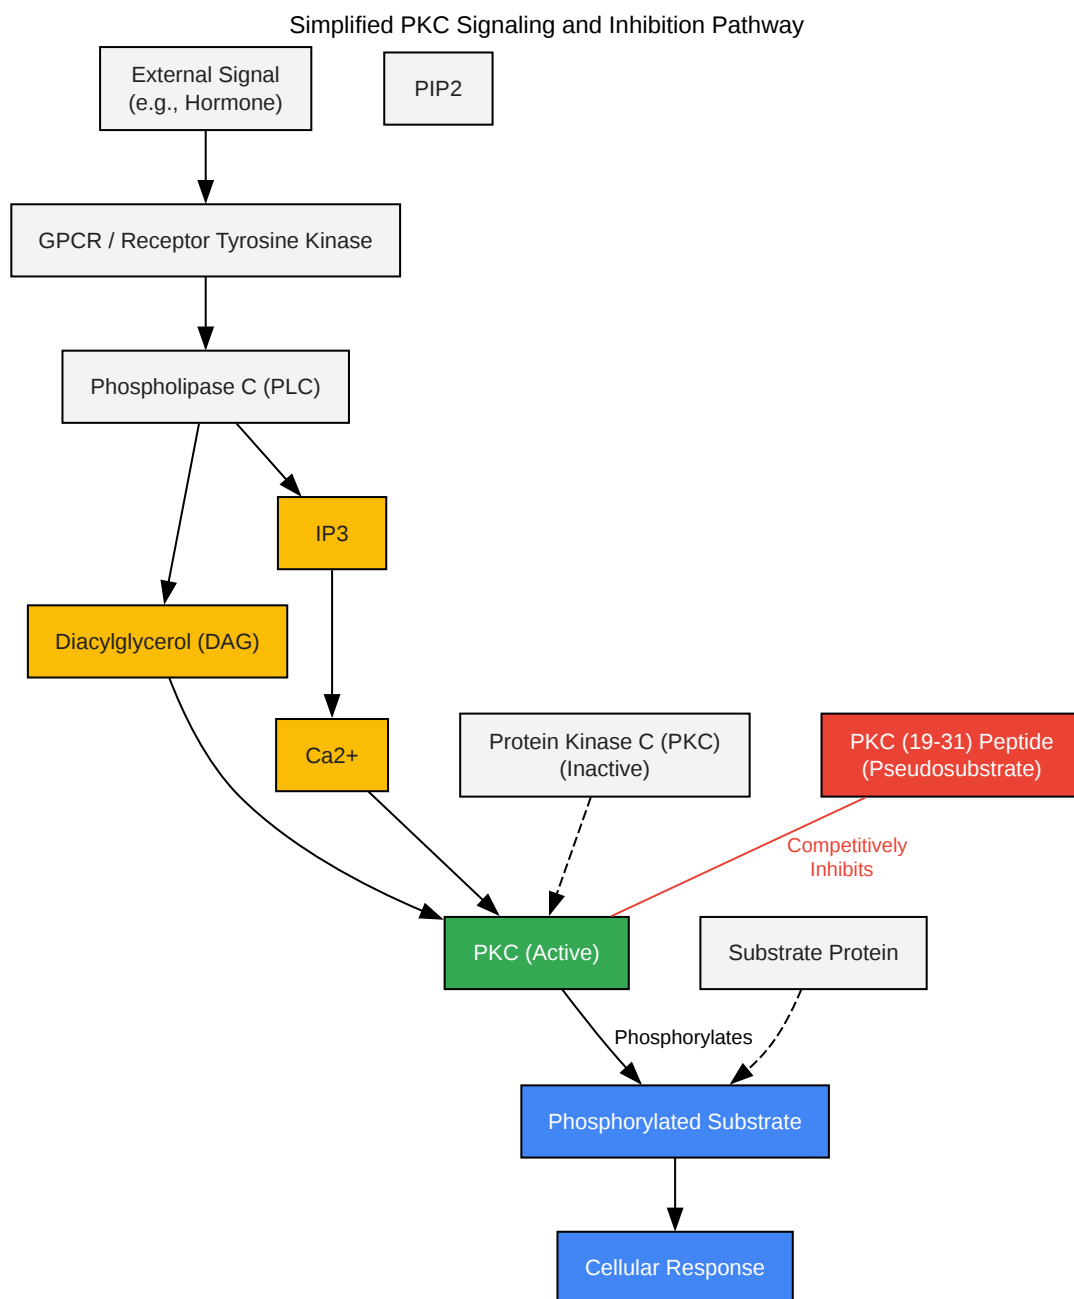 Simplified PKC Signaling and Inhibition Pathway
External Signal
(e.g., Hormone)
PIP2
GPCR / Receptor Tyrosine Kinase
Phospholipase C (PLC)
IP3
Diacylglycerol (DAG)
Ca2+
Protein Kinase C (PKC)
(Inactive)
PKC (19-31) Peptide
(Pseudosubstrate)
Competitively
Inhibits
PKC (Active)
Substrate Protein
Phosphorylates
Phosphorylated Substrate
Cellular Response